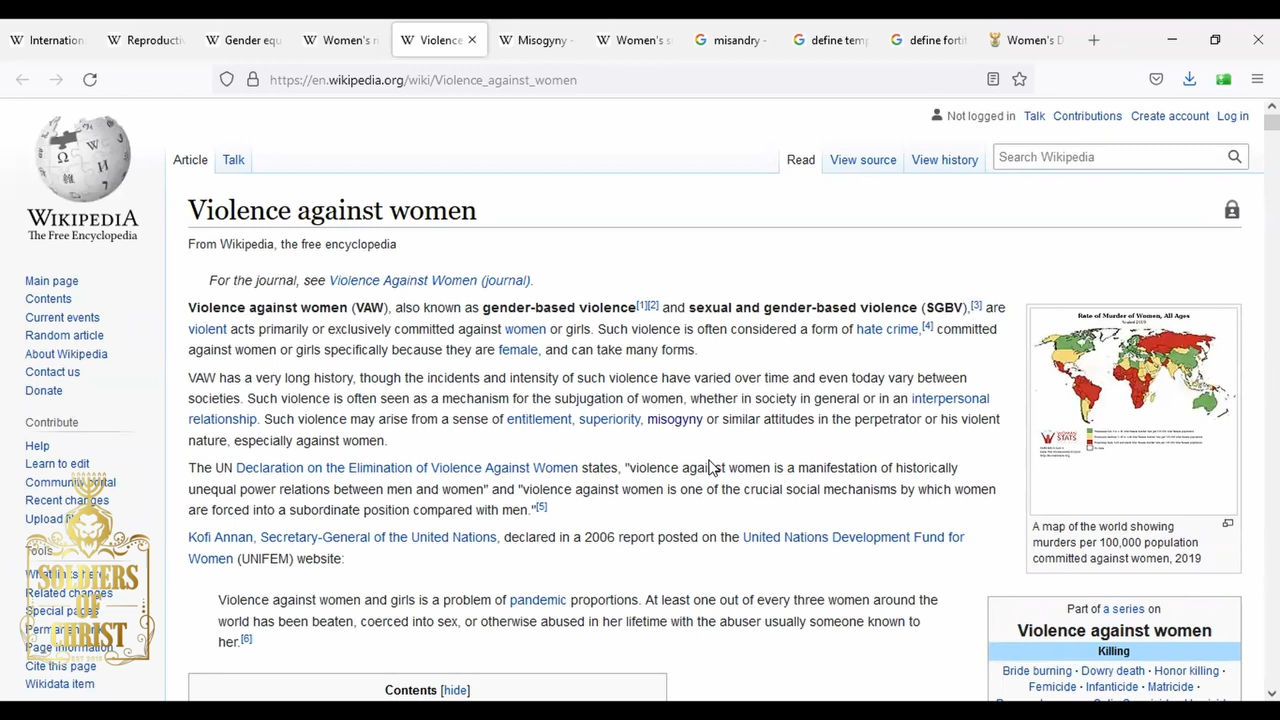 Internation
Reproductiv
Gender equ
Women's r
Violence
Misogyny -
Women's s
misandry -
define temp
define forti
Women's D
https://en.wikipedia.org/wiki/Violence_against_women
Not logged in Talk Contributions Create account Log in
Article Talk
Read View source View history
Search Wikipedia
WIKIPEDIA
The Free Encyclopedia
Main page
Contents
Current events
Random article
About Wikipedia
Contact us
Donate
Contribute
Help
Learn to edit
Recent changes
Tools
Related changes
Page information
Cite this page
Wikidata item
SOLDIERS
OF
CHRIST
Violence against women
From Wikipedia, the free encyclopedia
For the journal, see Violence Against Women (journal).
Violence against women (VAW), also known as gender-based violence[1][2] and sexual and gender-based violence (SGBV),[3] are
violent acts primarily or exclusively committed against women or girls. Such violence is often considered a form of hate crime,[4] committed
against women or girls specifically because they are female, and can take many forms.
VAW has a very long history, though the incidents and intensity of such violence have varied over time and even today vary between
societies. Such violence is often seen as a mechanism for the subjugation of women, whether in society in general or in an interpersonal
relationship. Such violence may arise from a sense of entitlement, superiority, misogyny or similar attitudes in the perpetrator or his violent
nature, especially against women.
The UN Declaration on the Elimination of Violence Against Women states, "violence against women is a manifestation of historically
unequal power relations between men and women" and "violence against women is one of the crucial social mechanisms by which women
are forced into a subordinate position compared with men."[5]
Kofi Annan, Secretary-General of the United Nations, declared in a 2006 report posted on the United Nations Development Fund for
Women (UNIFEM) website:
Violence against women and girls is a problem of pandemic proportions. At least one out of every three women around the
world has been beaten, coerced into sex, or otherwise abused in her lifetime with the abuser usually someone known to
her.[6]
Contents [hide]
Rate of Murder of Women, All Ages
WOMAN
STATS
A map of the world showing
murders per 100,000 population
committed against women, 2019
Part of a series on
Violence against women
Killing
Bride burning · Dowry death · Honor killing ·
Femicide · Infanticide · Matricide ·